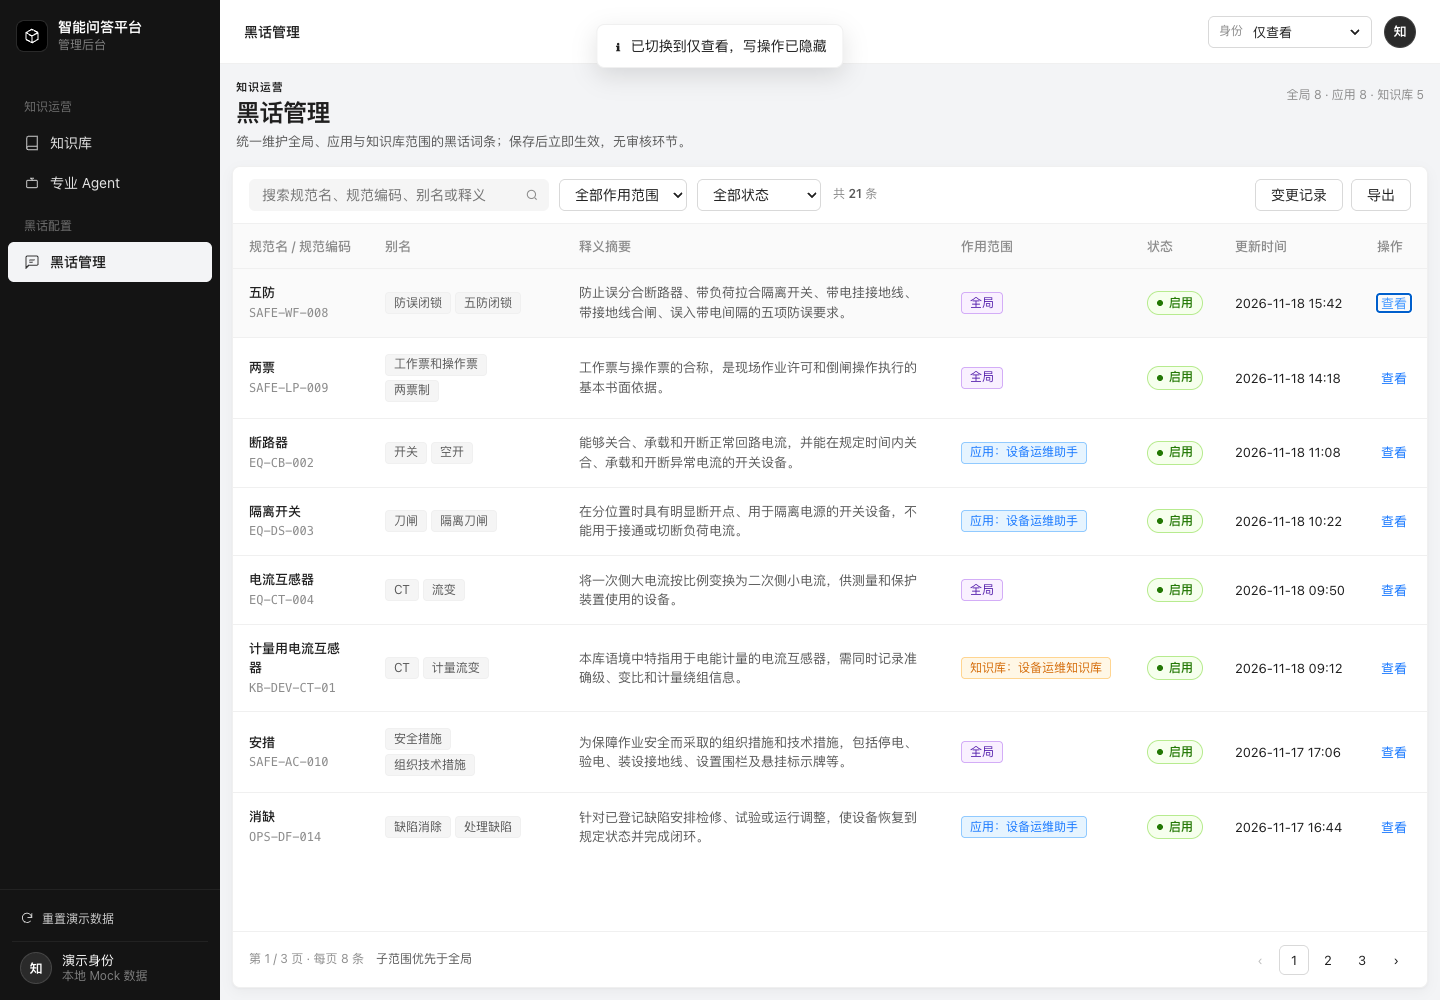 智能问答平台
管理后台
知识运营
知识库
专业 Agent
黑话配置
黑话管理
重置演示数据
知
演示身份
本地 Mock 数据
黑话管理
已切换到仅查看，写操作已隐藏
身份 仅查看
知
知识运营
黑话管理
统一维护全局、应用与知识库范围的黑话词条；保存后立即生效，无审核环节。
全局 8 · 应用 8 · 知识库 5
搜索规范名、规范编码、别名或释义
全部作用范围
全部状态
共 21 条
变更记录
导出
规范名 / 规范编码 别名 释义摘要 作用范围 状态 更新时间 操作
五防
SAFE-WF-008
防误闭锁 五防闭锁
防止误分合断路器、带负荷拉合隔离开关、带电挂接地线、
带接地线合闸、误入带电间隔的五项防误要求。
全局
启用
2026-11-18 15:42
查看
两票
SAFE-LP-009
工作票和操作票
两票制
工作票与操作票的合称，是现场作业许可和倒闸操作执行的
基本书面依据。
全局
启用
2026-11-18 14:18
查看
断路器
EQ-CB-002
开关 空开
能够关合、承载和开断正常回路电流，并能在规定时间内关
合、承载和开断异常电流的开关设备。
应用：设备运维助手
启用
2026-11-18 11:08
查看
隔离开关
EQ-DS-003
刀闸 隔离刀闸
在分位置时具有明显断开点、用于隔离电源的开关设备，不
能用于接通或切断负荷电流。
应用：设备运维助手
启用
2026-11-18 10:22
查看
电流互感器
EQ-CT-004
CT 流变
将一次侧大电流按比例变换为二次侧小电流，供测量和保护
装置使用的设备。
全局
启用
2026-11-18 09:50
查看
计量用电流互感
器
KB-DEV-CT-01
CT 计量流变
本库语境中特指用于电能计量的电流互感器，需同时记录准
确级、变比和计量绕组信息。
知识库：设备运维知识库
启用
2026-11-18 09:12
查看
安措
SAFE-AC-010
安全措施
组织技术措施
为保障作业安全而采取的组织措施和技术措施，包括停电、
验电、装设接地线、设置围栏及悬挂标示牌等。
全局
启用
2026-11-17 17:06
查看
消缺
OPS-DF-014
缺陷消除 处理缺陷
针对已登记缺陷安排检修、试验或运行调整，使设备恢复到
规定状态并完成闭环。
应用：设备运维助手
启用
2026-11-17 16:44
查看
第 1 / 3 页 · 每页 8 条 子范围优先于全局
‹ 1 2 3 ›